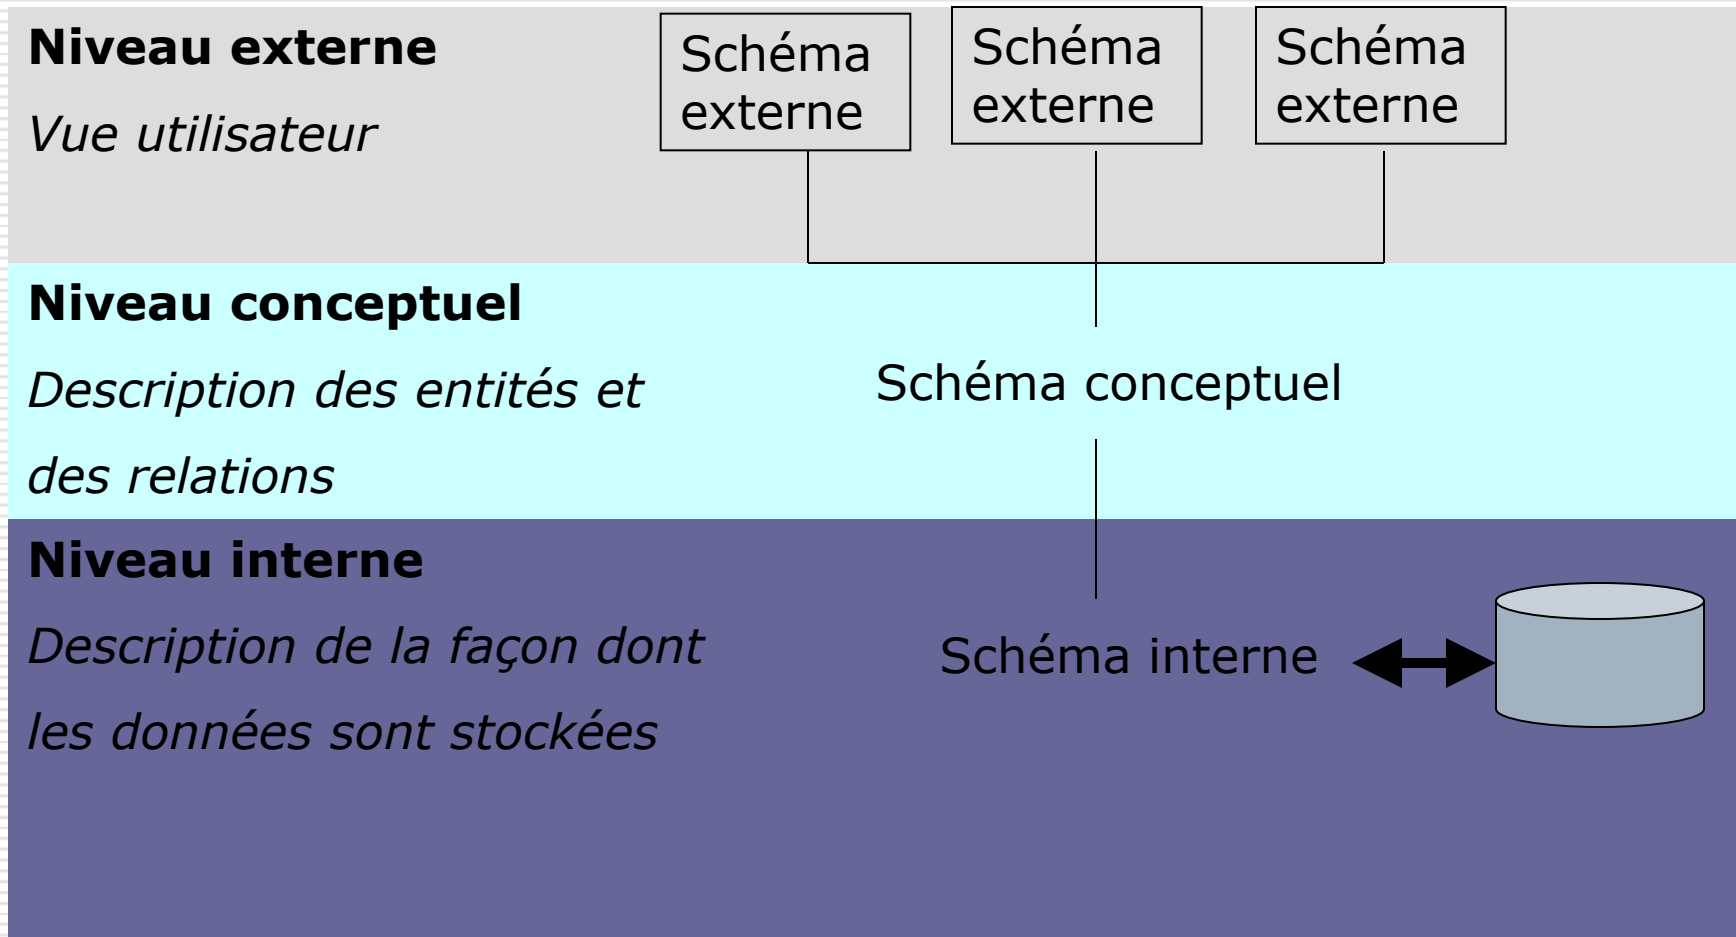 Niveau externe
Vue utilisateur
Schéma
externe
Schéma
externe
Schéma
externe
Niveau conceptuel
Description des entités et
des relations
Schéma conceptuel
Niveau interne
Description de la façon dont
les données sont stockées
Schéma interne